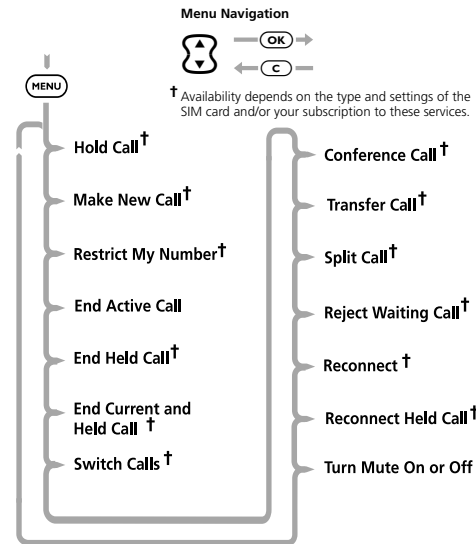 Menu Navigation
OK
C
MENU
† Availability depends on the type and settings of the
SIM card and/or your subscription to these services.
Hold Call †
Make New Call †
Restrict My Number †
End Active Call
End Held Call †
End Current and
Held Call †
Switch Calls †
Conference Call †
Transfer Call †
Split Call †
Reject Waiting Call †
Reconnect †
Reconnect Held Call †
Turn Mute On or Off